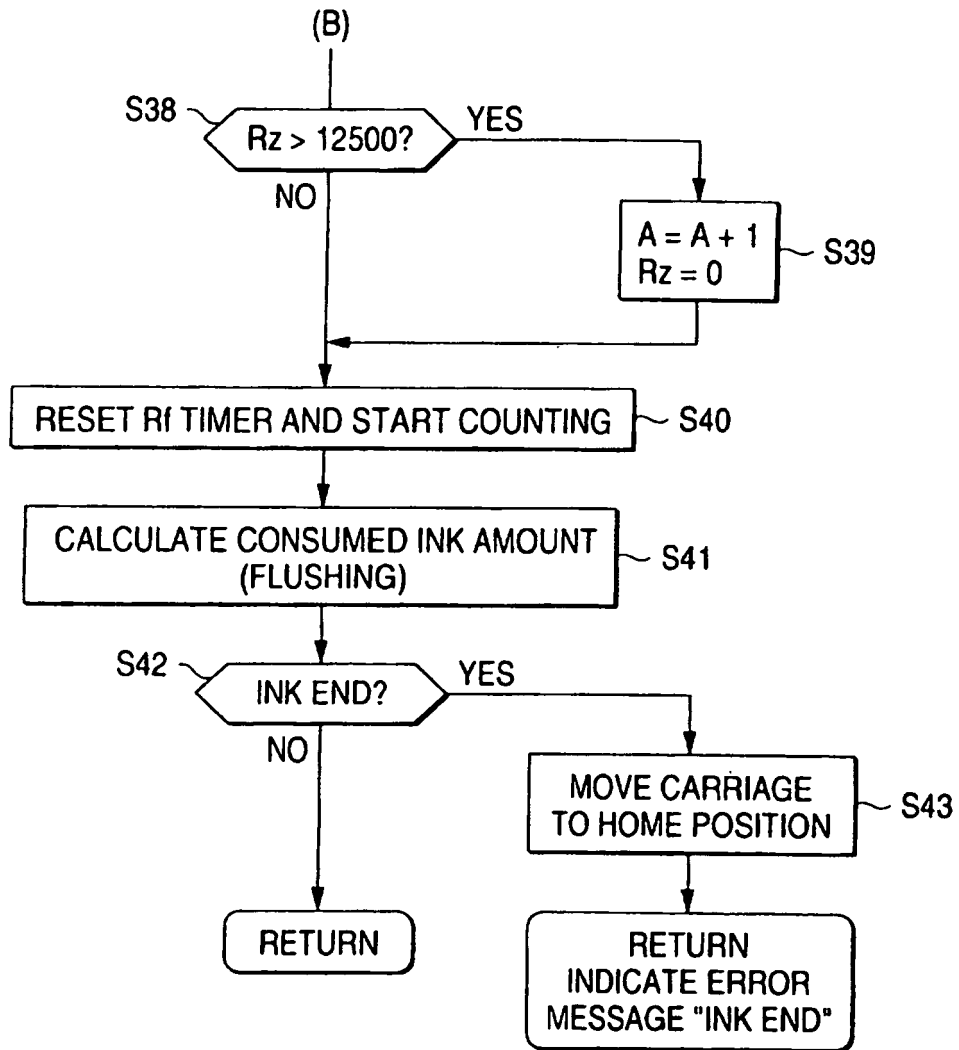 (B)
S38
Rz > 12500?
YES
NO
A = A + 1
Rz = 0
S39
RESET Rf TIMER AND START COUNTING
S40
CALCULATE CONSUMED INK AMOUNT
(FLUSHING)
S41
S42
INK END?
YES
NO
MOVE CARRIAGE
TO HOME POSITION
S43
RETURN
RETURN
INDICATE ERROR
MESSAGE "INK END"